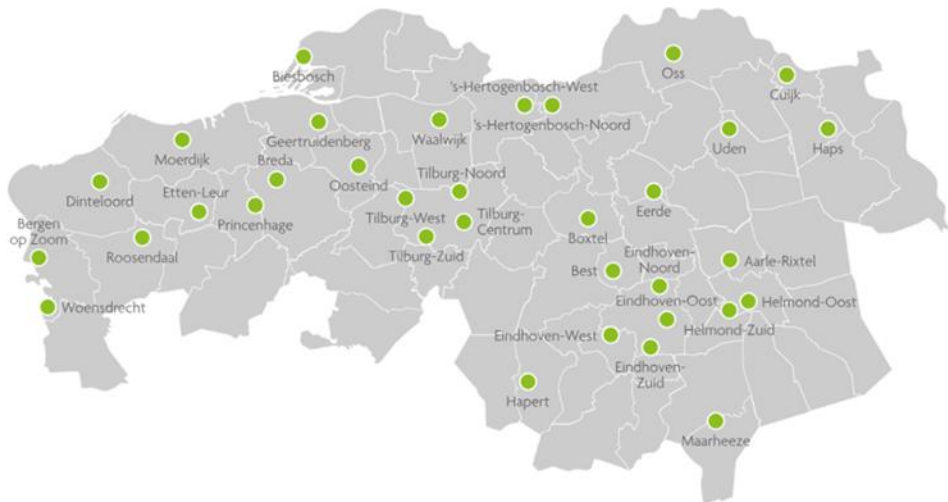 Biesbosch
Oss
Cuijk
's-Hertogenbosch-West
's-Hertogenbosch-Noord
Geertruidenberg
Waalwijk
Uden
Haps
Moerdijk
Breda
Oosteind
Tilburg-Noord
Dinteloord
Etten-Leur
Princenhage
Tilburg-West
Tilburg-
Centrum
Eerde
Bergen
op Zoom
Roosendaal
Tilburg-Zuid
Boxtel
Eindhoven-
Noord
Aarle-Rixtel
Best
Woensdrecht
Eindhoven-Oost
Helmond-Oost
Helmond-Zuid
Eindhoven-West
Eindhoven-
Zuid
Hapert
Maarheeze